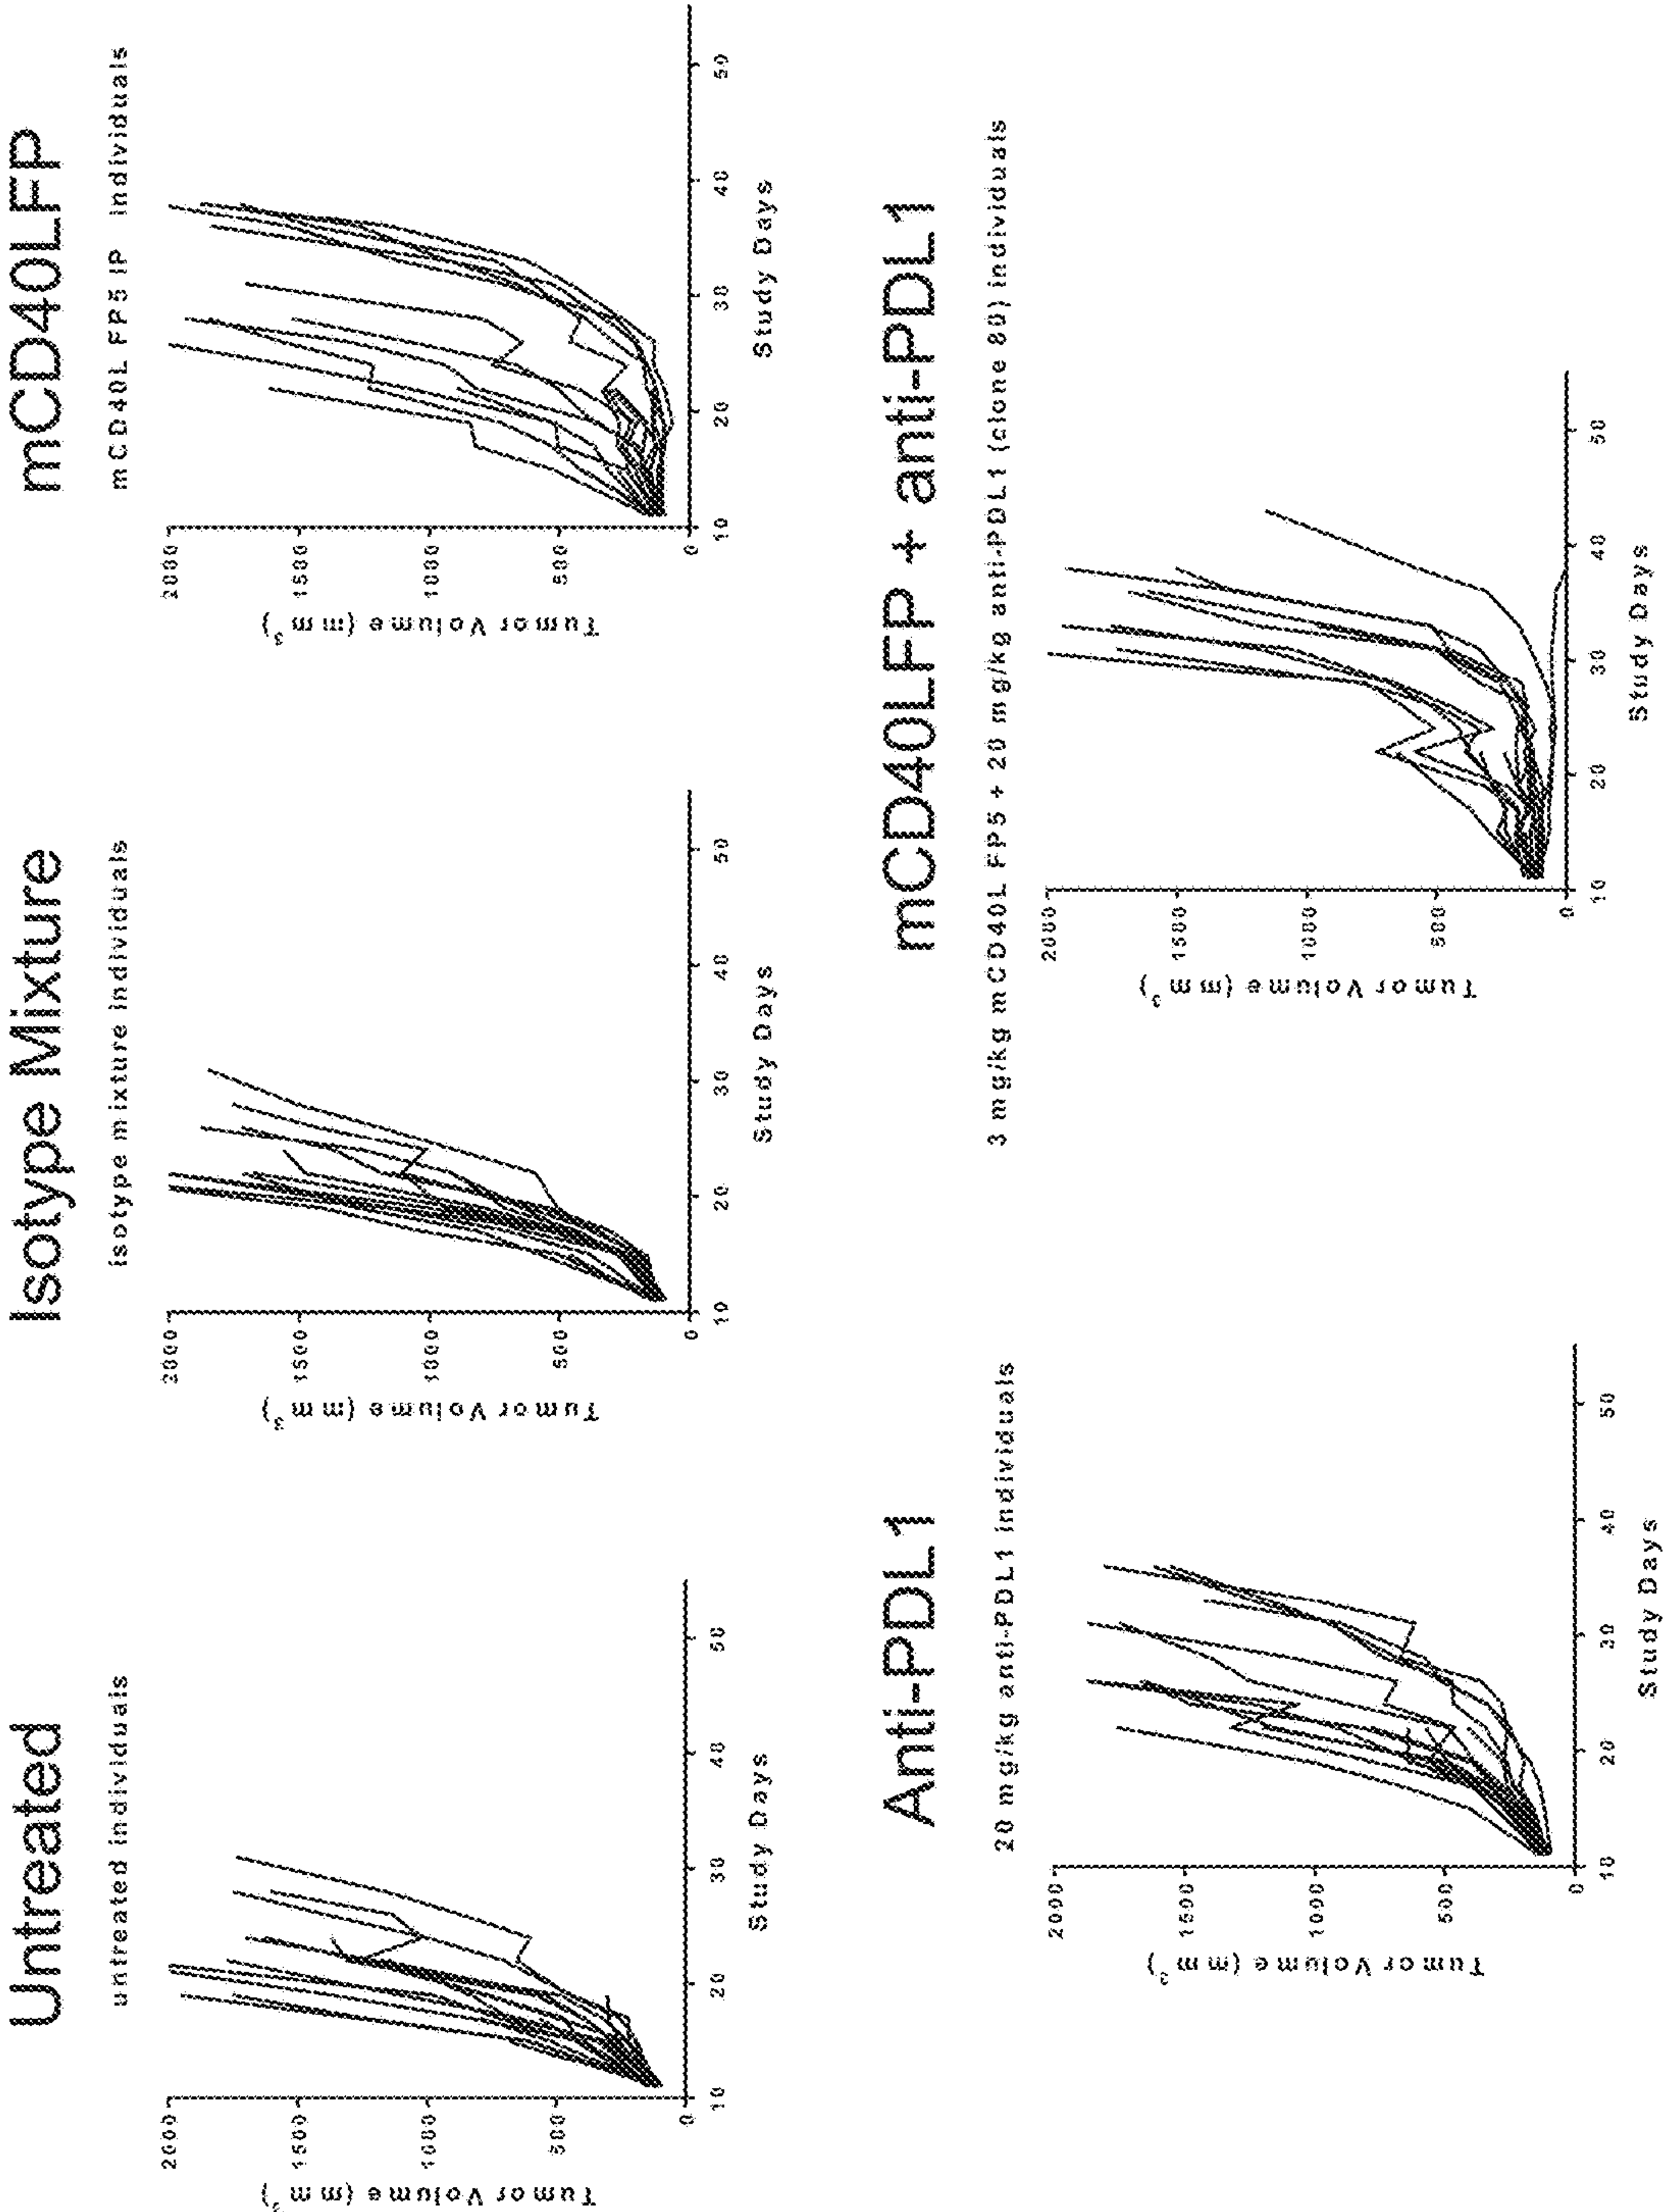 Untreated
untreated individuals
Tumor Volume (mm³)
2000
1500
1000
500
0
10
20
30
40
50
Study Days
Isotype Mixture
isotype mixture individuals
Tumor Volume (mm³)
2000
1500
1000
500
0
10
20
30
40
50
Study Days
mCD40LFP
mCD40L FP5 IP individuals
Tumor Volume (mm³)
2000
1500
1000
500
0
10
20
30
40
50
Study Days
Anti-PDL1
20 mg/kg anti-PDL1 individuals
Tumor Volume (mm³)
2000
1500
1000
500
0
10
20
30
40
50
Study Days
mCD40LFP + anti-PDL1
3 mg/kg mCD40L FP5 + 20 mg/kg anti-PDL1 (clone 80) individuals
Tumor Volume (mm³)
2000
1500
1000
500
0
10
20
30
40
50
Study Days